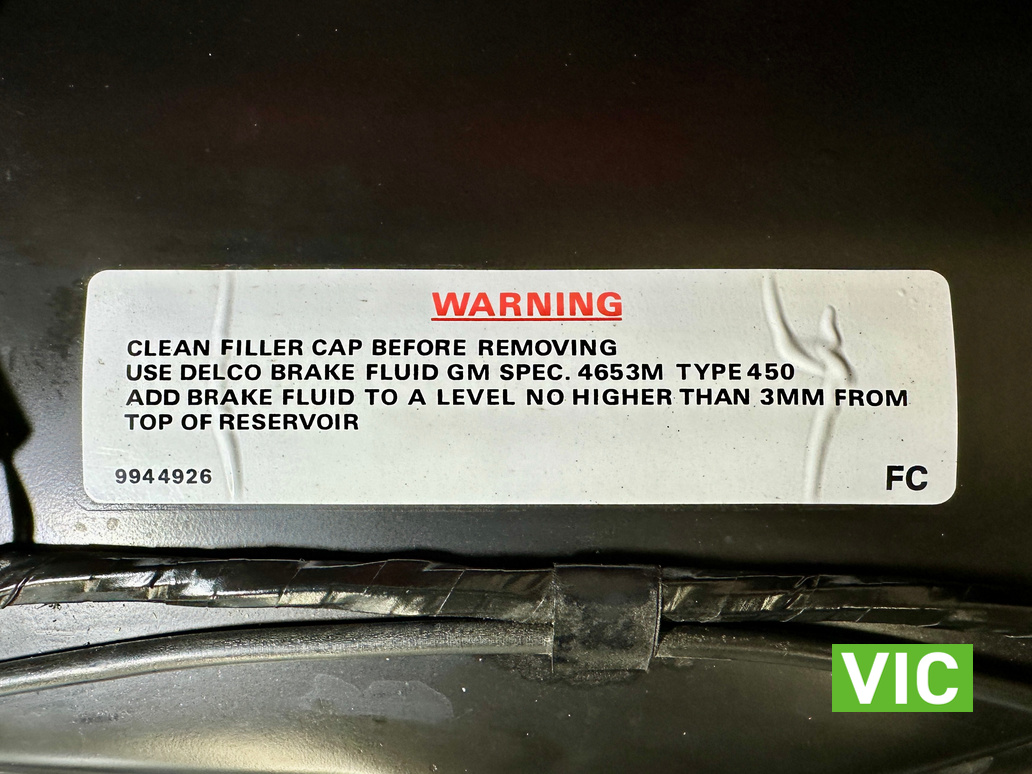 WARNING
CLEAN FILLER CAP BEFORE REMOVING
USE DELCO BRAKE FLUID GM SPEC. 4653M TYPE 450
ADD BRAKE FLUID TO A LEVEL NO HIGHER THAN 3MM FROM
TOP OF RESERVOIR
9944926
FC
VIC